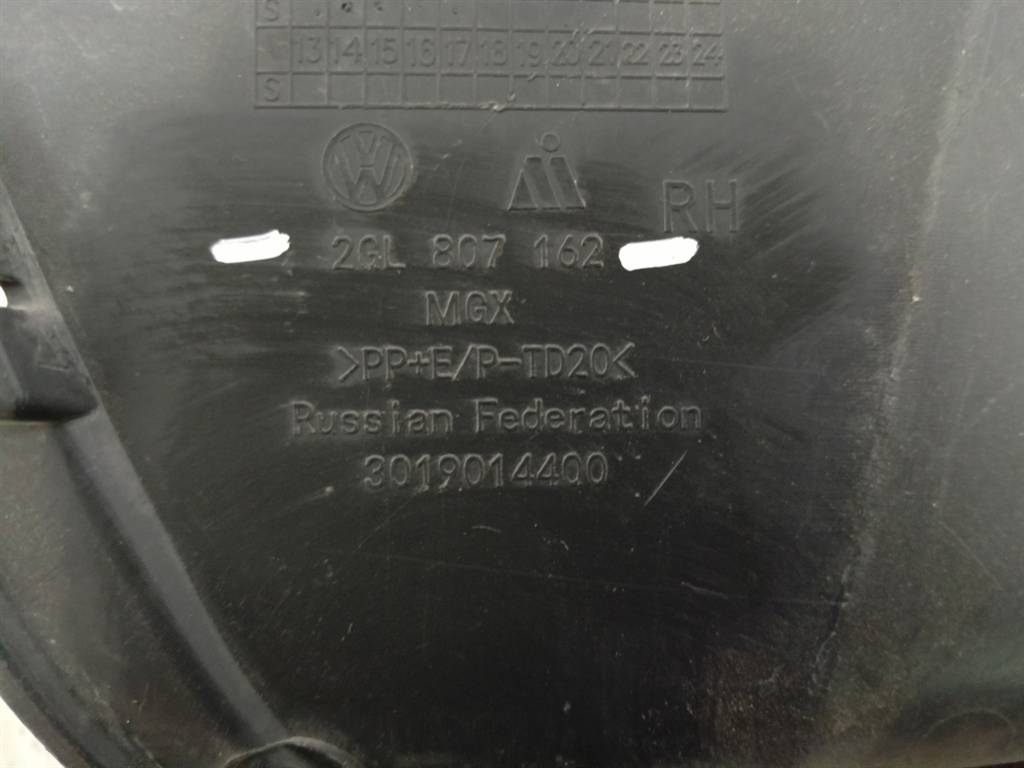 S
13 14 15 16 17 18 19 20 21 22 23 24
S
VW
RH
2GL 807 162
MGX
>PP+E/P-TD20<
Russian Federation
3019014400